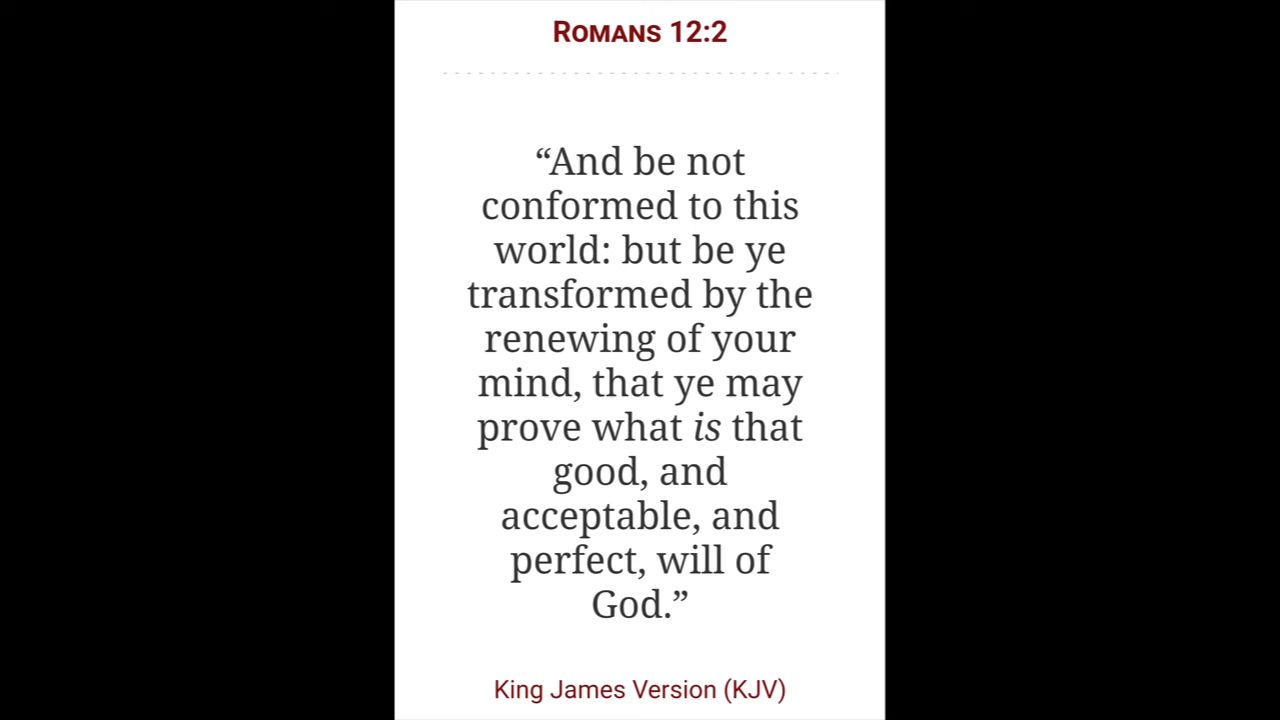 Romans 12:2
“And be not
conformed to this
world: but be ye
transformed by the
renewing of your
mind, that ye may
prove what is that
good, and
acceptable, and
perfect, will of
God.”
King James Version (KJV)